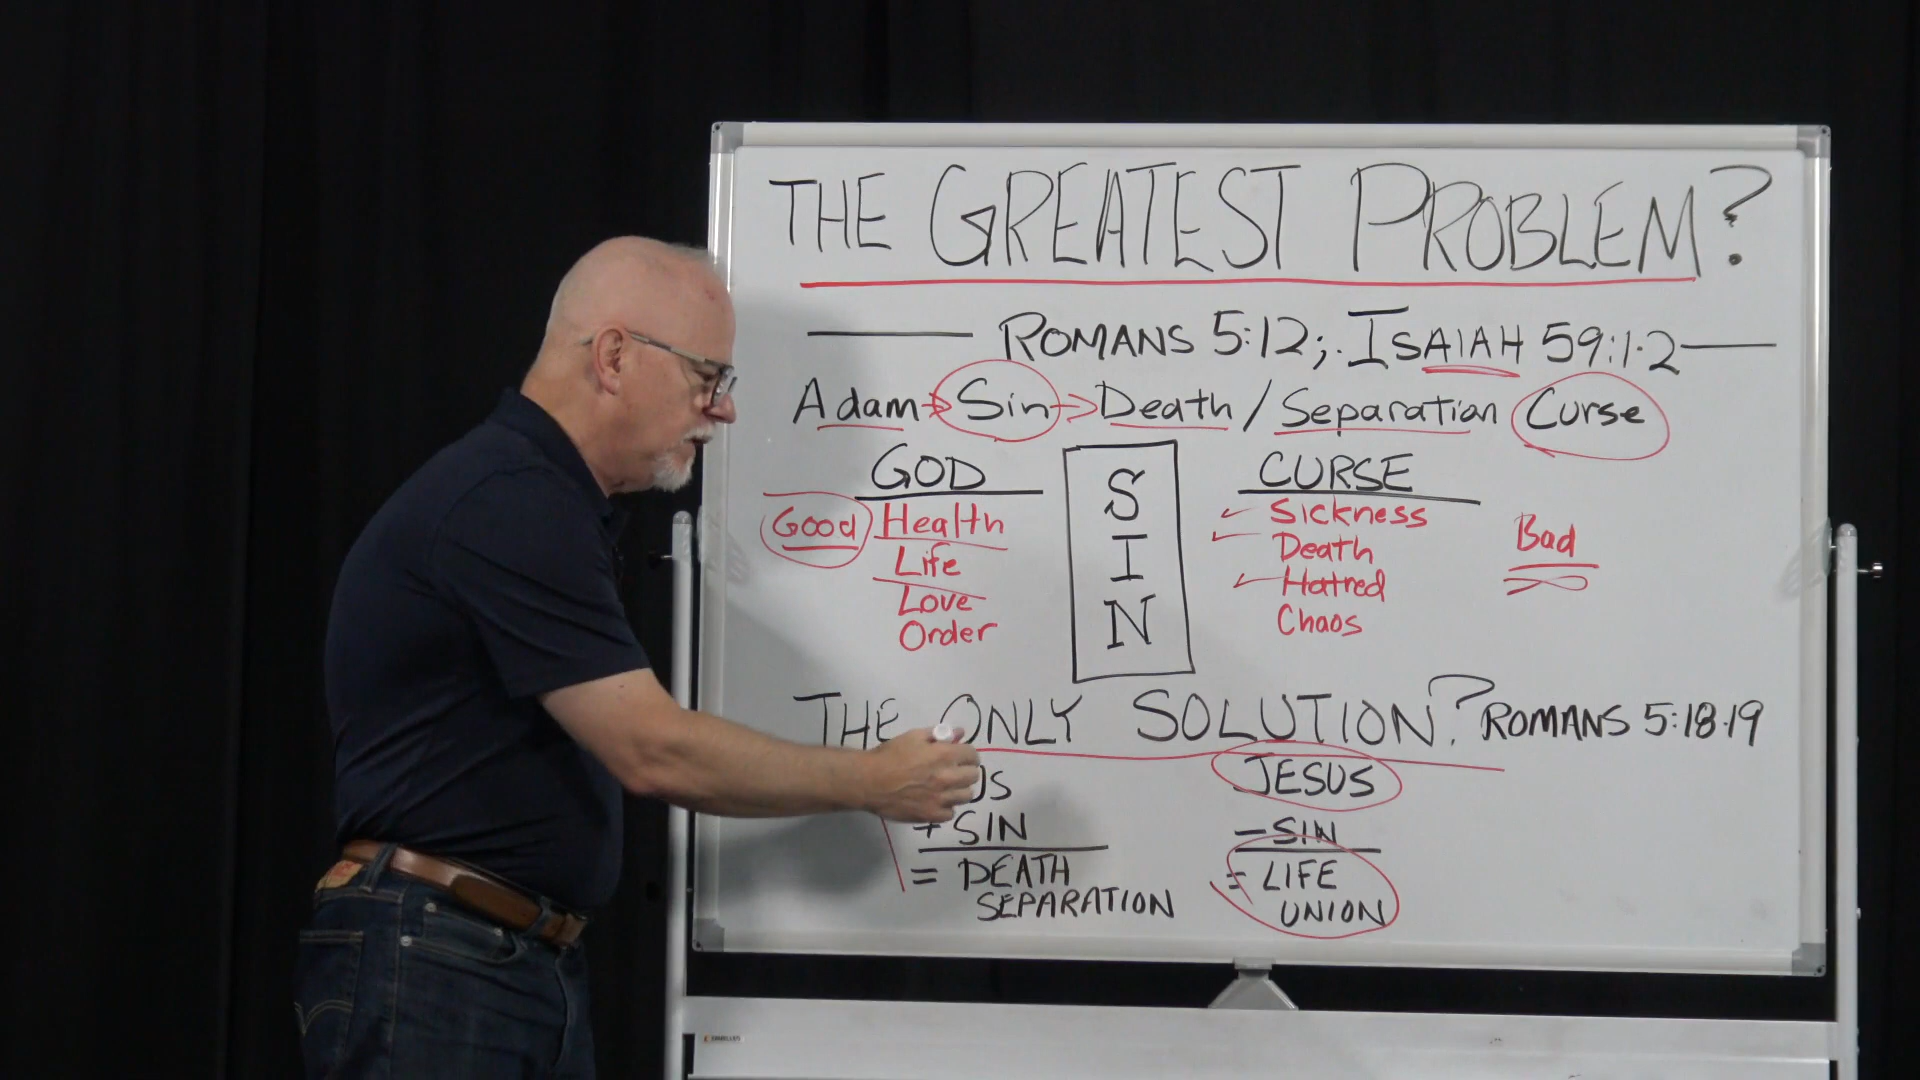 THE GREATEST PROBLEM?
ROMANS 5:12; ISAIAH 59:1-2
Adam → Sin → Death / Separation Curse
GOD
Good Health
Life
Love
Order
S
I
N
CURSE
Sickness
Death
Hatred
Chaos
Bad
THE ONLY SOLUTION? ROMANS 5:18-19
US
+ SIN
= DEATH
SEPARATION
JESUS
- SIN
= LIFE
UNION